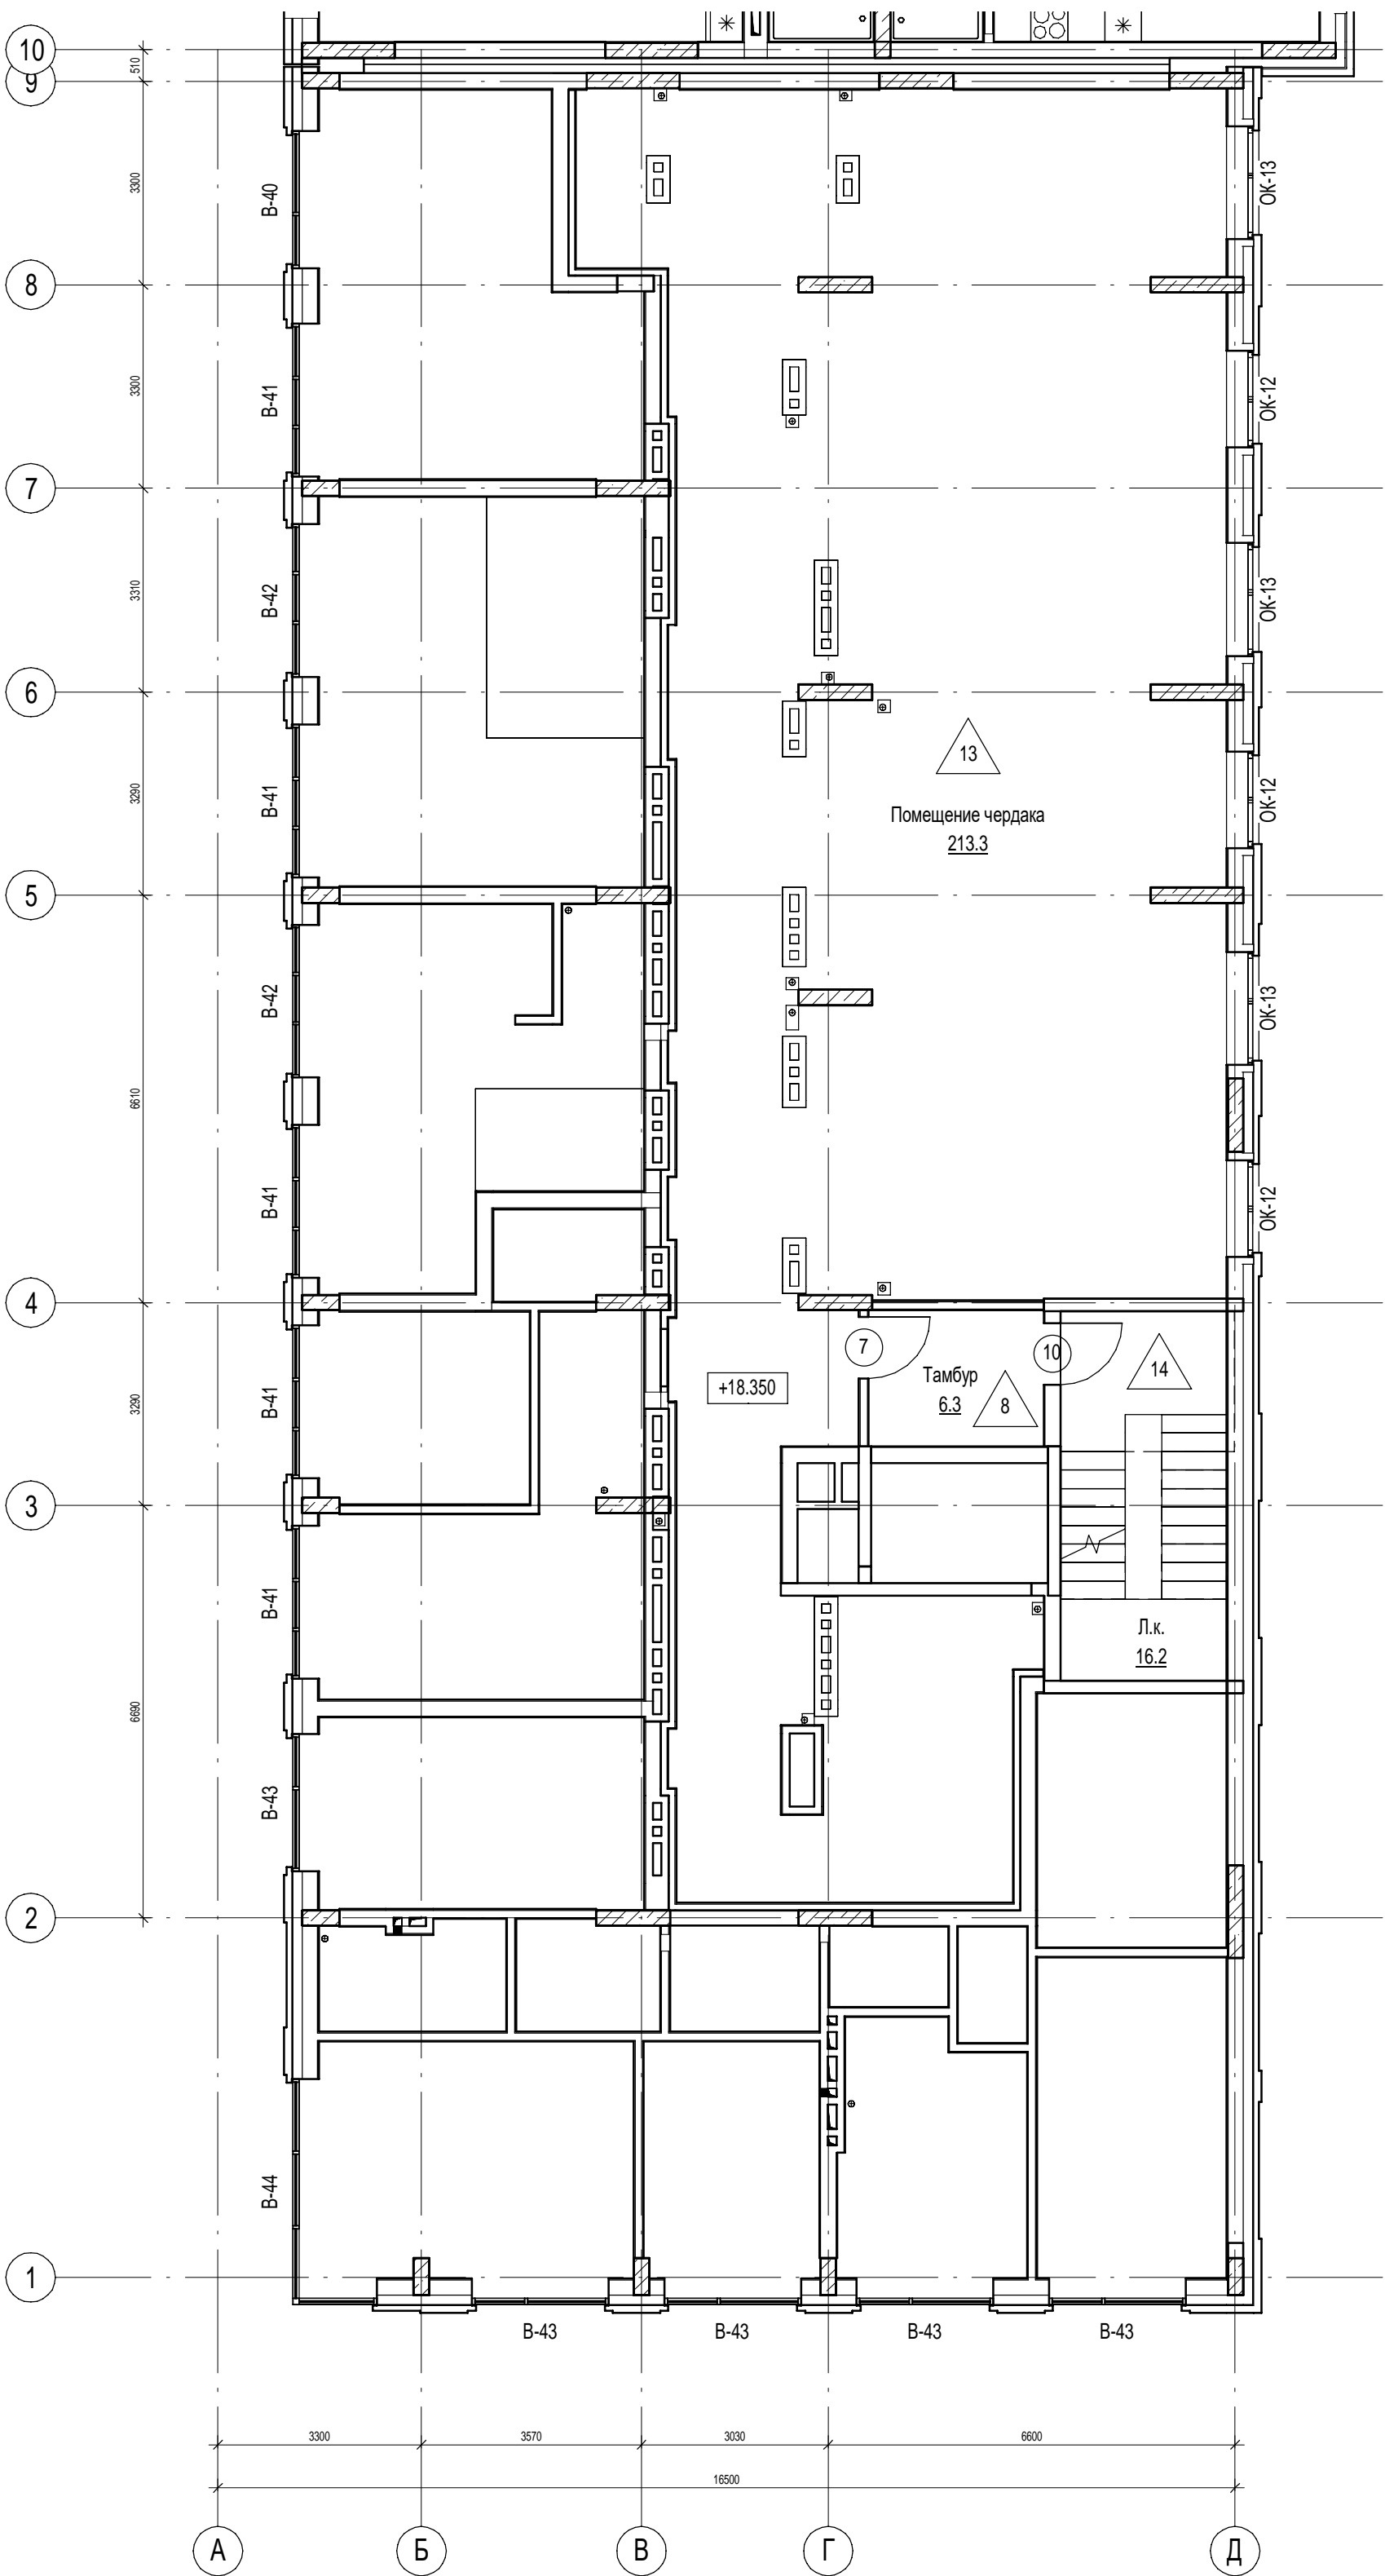 10
510
9
3300
В-40
ОК-13
8
3300
В-41
ОК-12
7
3310
В-42
ОК-13
6
13
3290
В-41
ОК-12
Помещение чердака
213.3
5
В-42
ОК-13
6610
В-41
ОК-12
4
7
10
14
Тамбур
6.3
8
+18.350
3290
В-41
3
В-41
Л.к.
16.2
6690
В-43
2
В-44
1
В-43
В-43
В-43
В-43
3300
3570
3030
6600
16500
А
Б
В
Г
Д